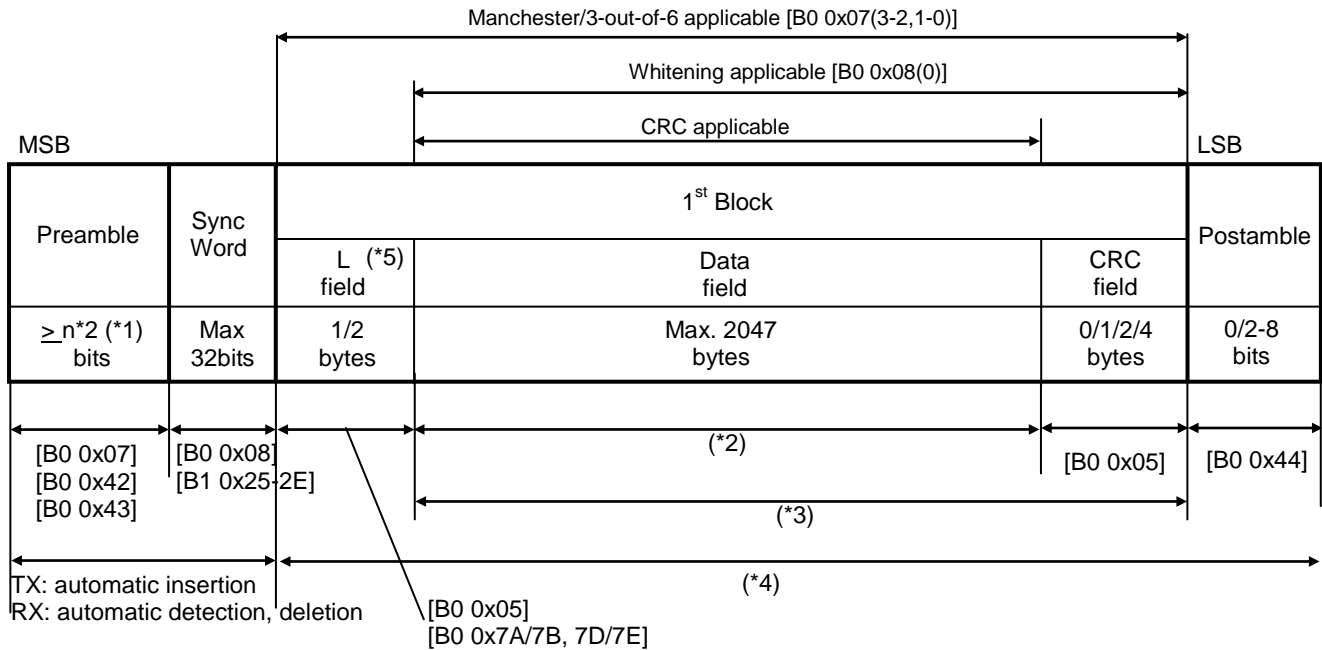 Manchester/3-out-of-6 applicable [B0 0x07(3-2,1-0)]
Whitening applicable [B0 0x08(0)]
CRC applicable
MSB
LSB
Preamble
Sync
Word
1st Block
Postamble
L (*5)
field
Data
field
CRC
field
> n*2 (*1)
bits
Max
32bits
1/2
bytes
Max. 2047
bytes
0/1/2/4
bytes
0/2-8
bits
[B0 0x07]
[B0 0x42]
[B0 0x43]
[B0 0x08]
[B1 0x25-2E]
(*2)
[B0 0x05]
[B0 0x44]
(*3)
TX: automatic insertion
RX: automatic detection, deletion
(*4)
[B0 0x05]
[B0 0x7A/7B, 7D/7E]